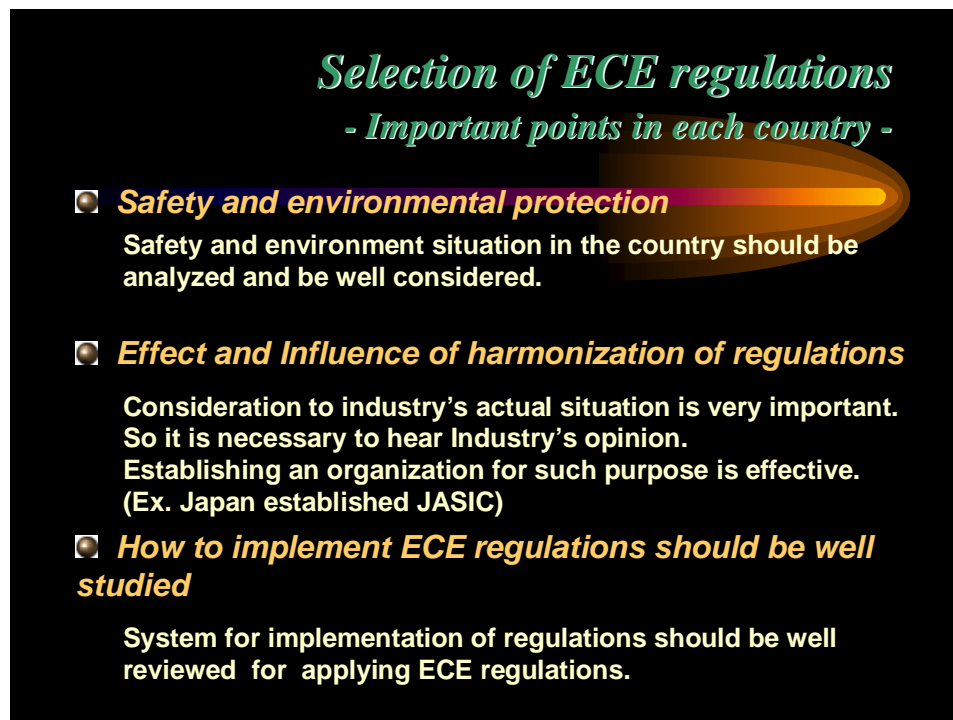 Selection of ECE regulations
- Important points in each country -
Safety and environmental protection
Safety and environment situation in the country should be
analyzed and be well considered.
Effect and Influence of harmonization of regulations
Consideration to industry's actual situation is very important.
So it is necessary to hear Industry's opinion.
Establishing an organization for such purpose is effective.
(Ex. Japan established JASIC)
How to implement ECE regulations should be well
studied
System for implementation of regulations should be well
reviewed for applying ECE regulations.